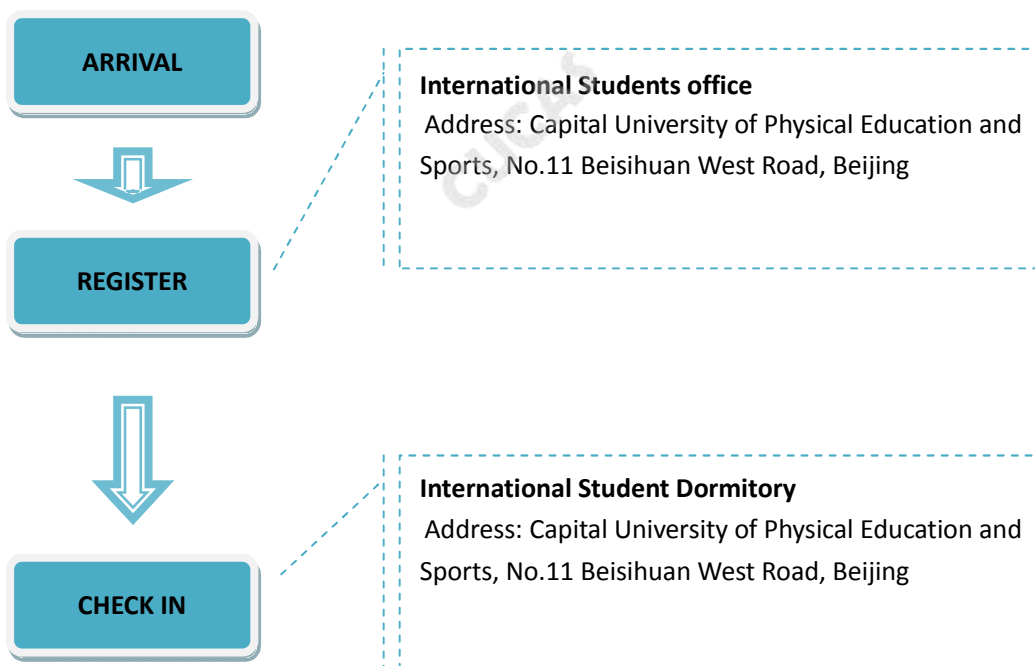 ARRIVAL
International Students office
Address: Capital University of Physical Education and
Sports, No.11 Beisihuan West Road, Beijing
CUCAS
REGISTER
International Student Dormitory
Address: Capital University of Physical Education and
Sports, No.11 Beisihuan West Road, Beijing
CHECK IN